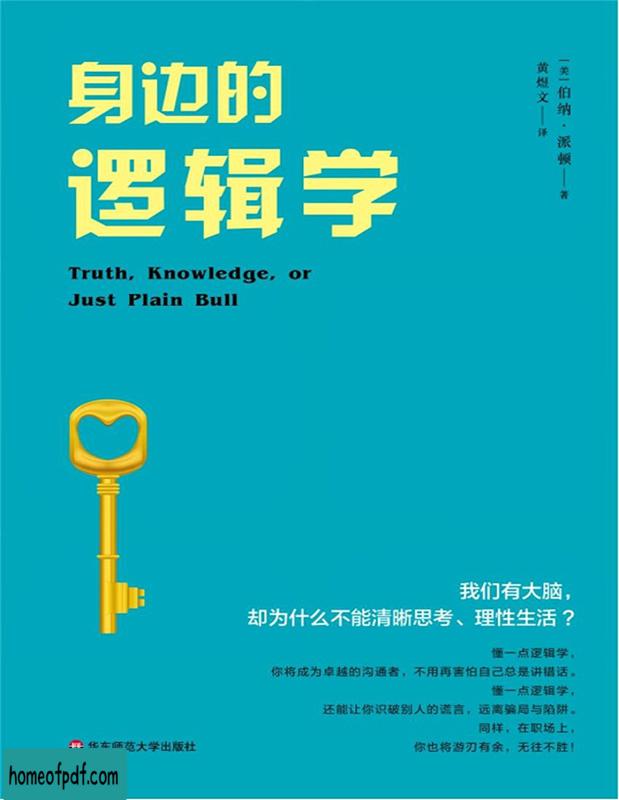 身边的
逻辑学
Truth, Knowledge, or
Just Plain Bull
[美]伯纳·派顿——著
黄煜文——译
我们有大脑，
却为什么不能清晰思考、理性生活？
懂一点逻辑学，
你将成为卓越的沟通者，不用再害怕自己总是讲错话。
懂一点逻辑学，
还能让你识破别人的谎言，远离骗局与陷阱。
同样，在职场上，
你也将游刃有余，无往不胜！
华东师范大学出版社
homeofpdf.com